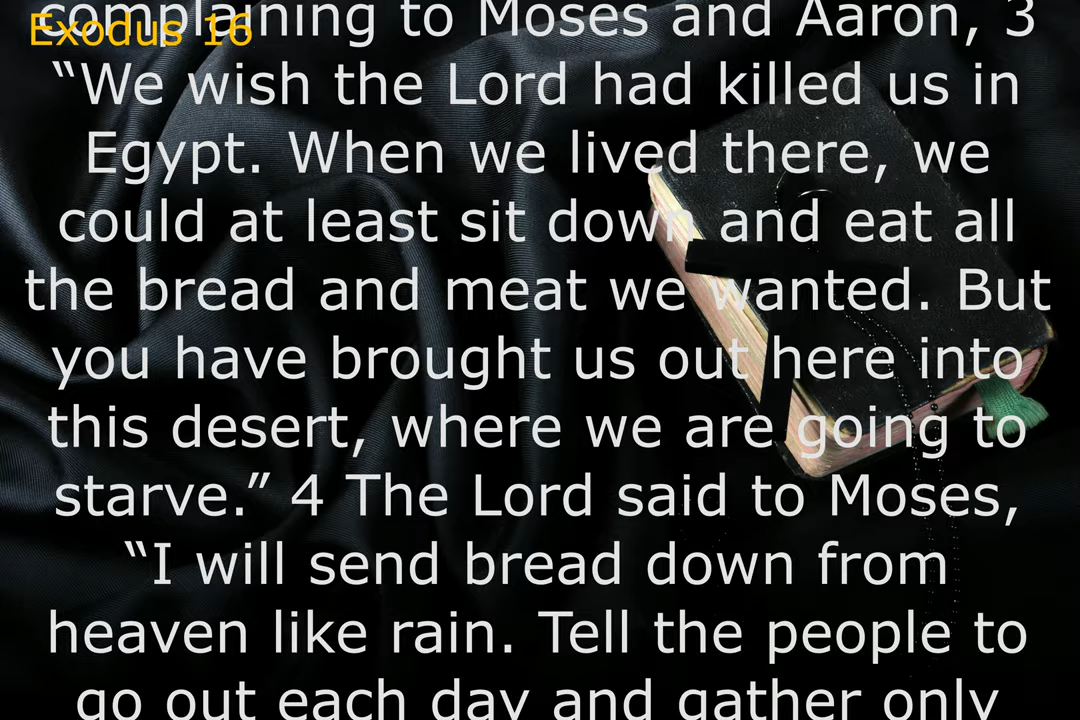 complaining to Moses and Aaron, 3
Exodus 16
“We wish the Lord had killed us in
Egypt. When we lived there, we
could at least sit down and eat all
the bread and meat we wanted. But
you have brought us out here into
this desert, where we are going to
starve.” 4 The Lord said to Moses,
“I will send bread down from
heaven like rain. Tell the people to
go out each day and gather only